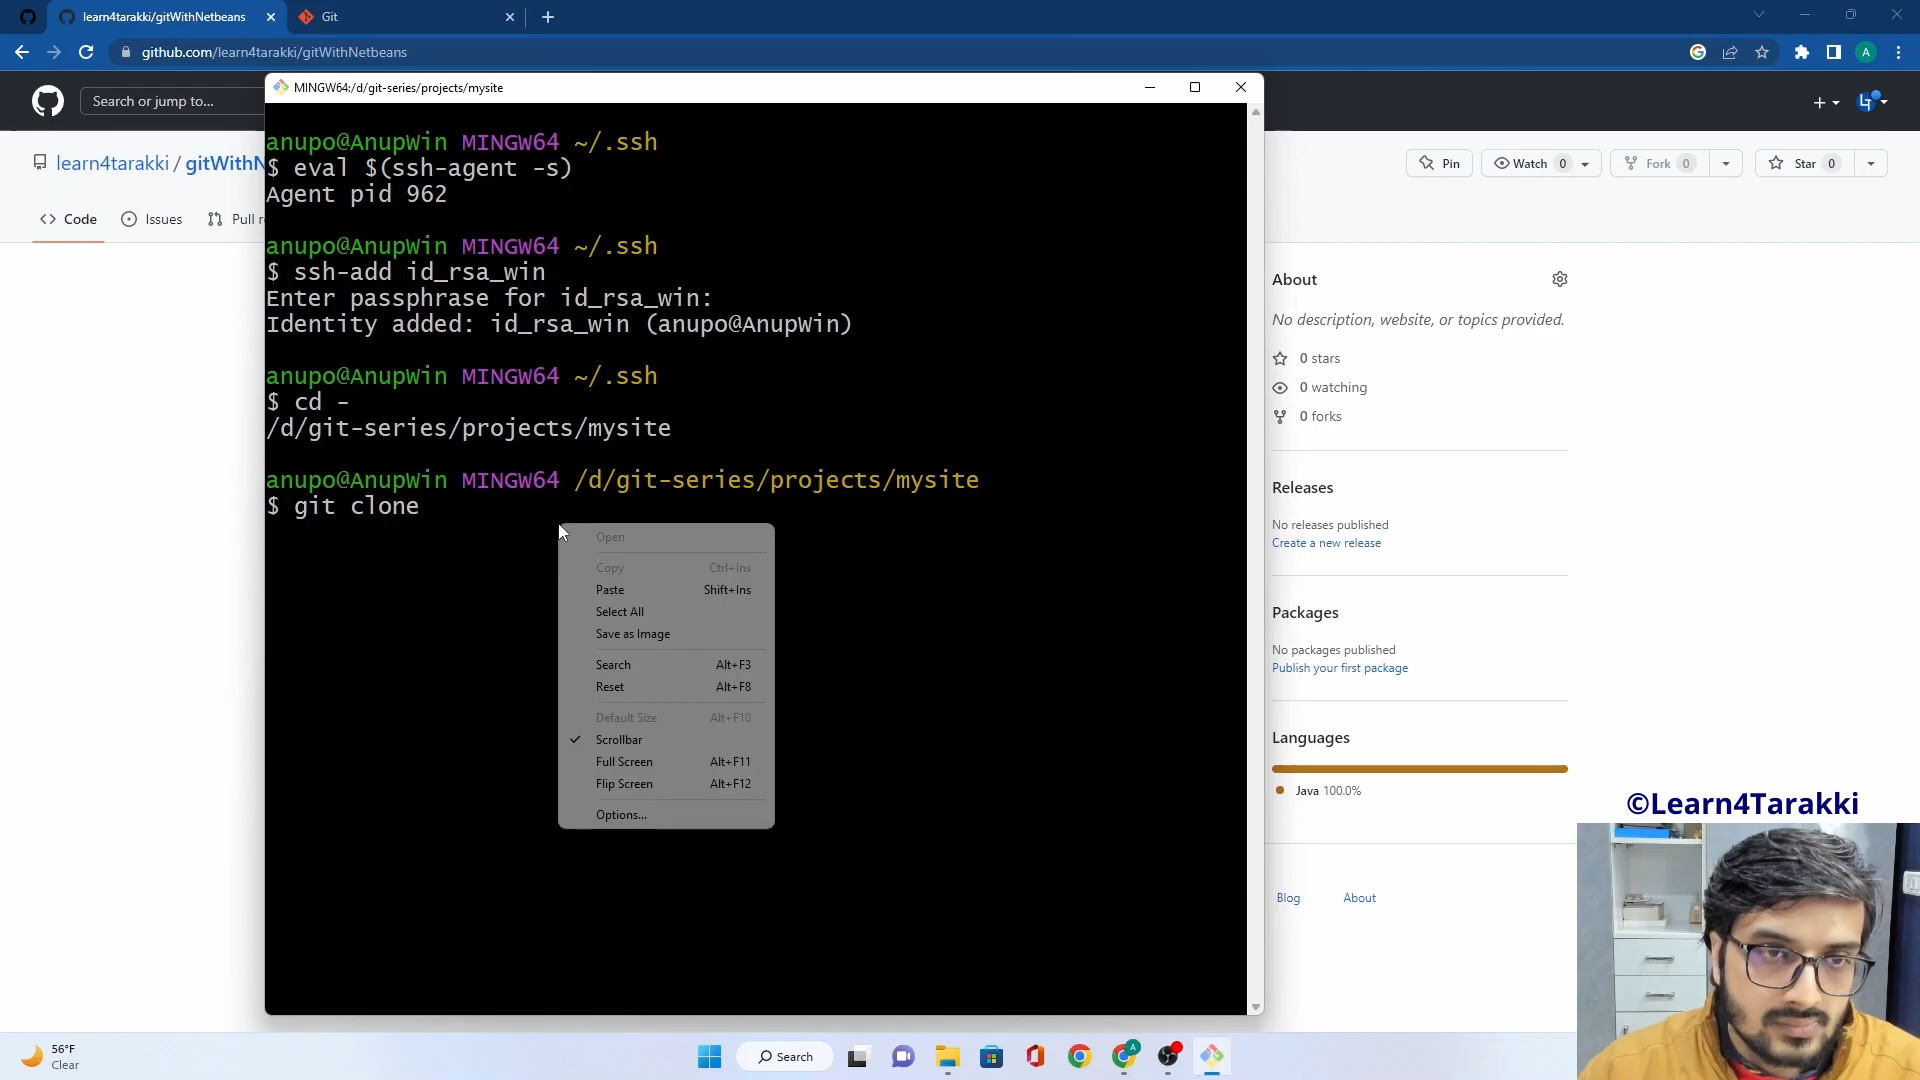 learn4tarakki/gitWithNetbeans
Git
github.com/learn4tarakki/gitWithNetbeans
A
MINGW64:/d/git-series/projects/mysite
Search or jump to...
learn4tarakki / gitWithN
Pin
Watch 0
Fork 0
Star 0
Code
Issues
Pull r
anupo@AnupWin MINGW64 ~/.ssh
$ eval $(ssh-agent -s)
Agent pid 962
anupo@AnupWin MINGW64 ~/.ssh
$ ssh-add id_rsa_win
Enter passphrase for id_rsa_win:
Identity added: id_rsa_win (anupo@AnupWin)
anupo@AnupWin MINGW64 ~/.ssh
$ cd -
/d/git-series/projects/mysite
anupo@AnupWin MINGW64 /d/git-series/projects/mysite
$ git clone
Open
Copy Ctrl+Ins
Paste Shift+Ins
Select All
Save as Image
Search Alt+F3
Reset Alt+F8
Default Size Alt+F10
Scrollbar
Full Screen Alt+F11
Flip Screen Alt+F12
Options...
About
No description, website, or topics provided.
0 stars
0 watching
0 forks
Releases
No releases published
Create a new release
Packages
No packages published
Publish your first package
Languages
Java 100.0%
©Learn4Tarakki
Blog
About
56°F
Clear
Search
A